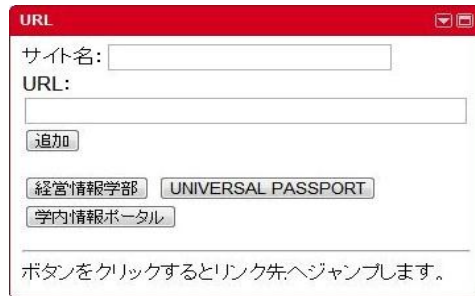 URL
サイト名:
URL:
追加
経営情報学部 UNIVERSAL PASSPORT
学内情報ポータル
ボタンをクリックするとリンク先へジャンプします。